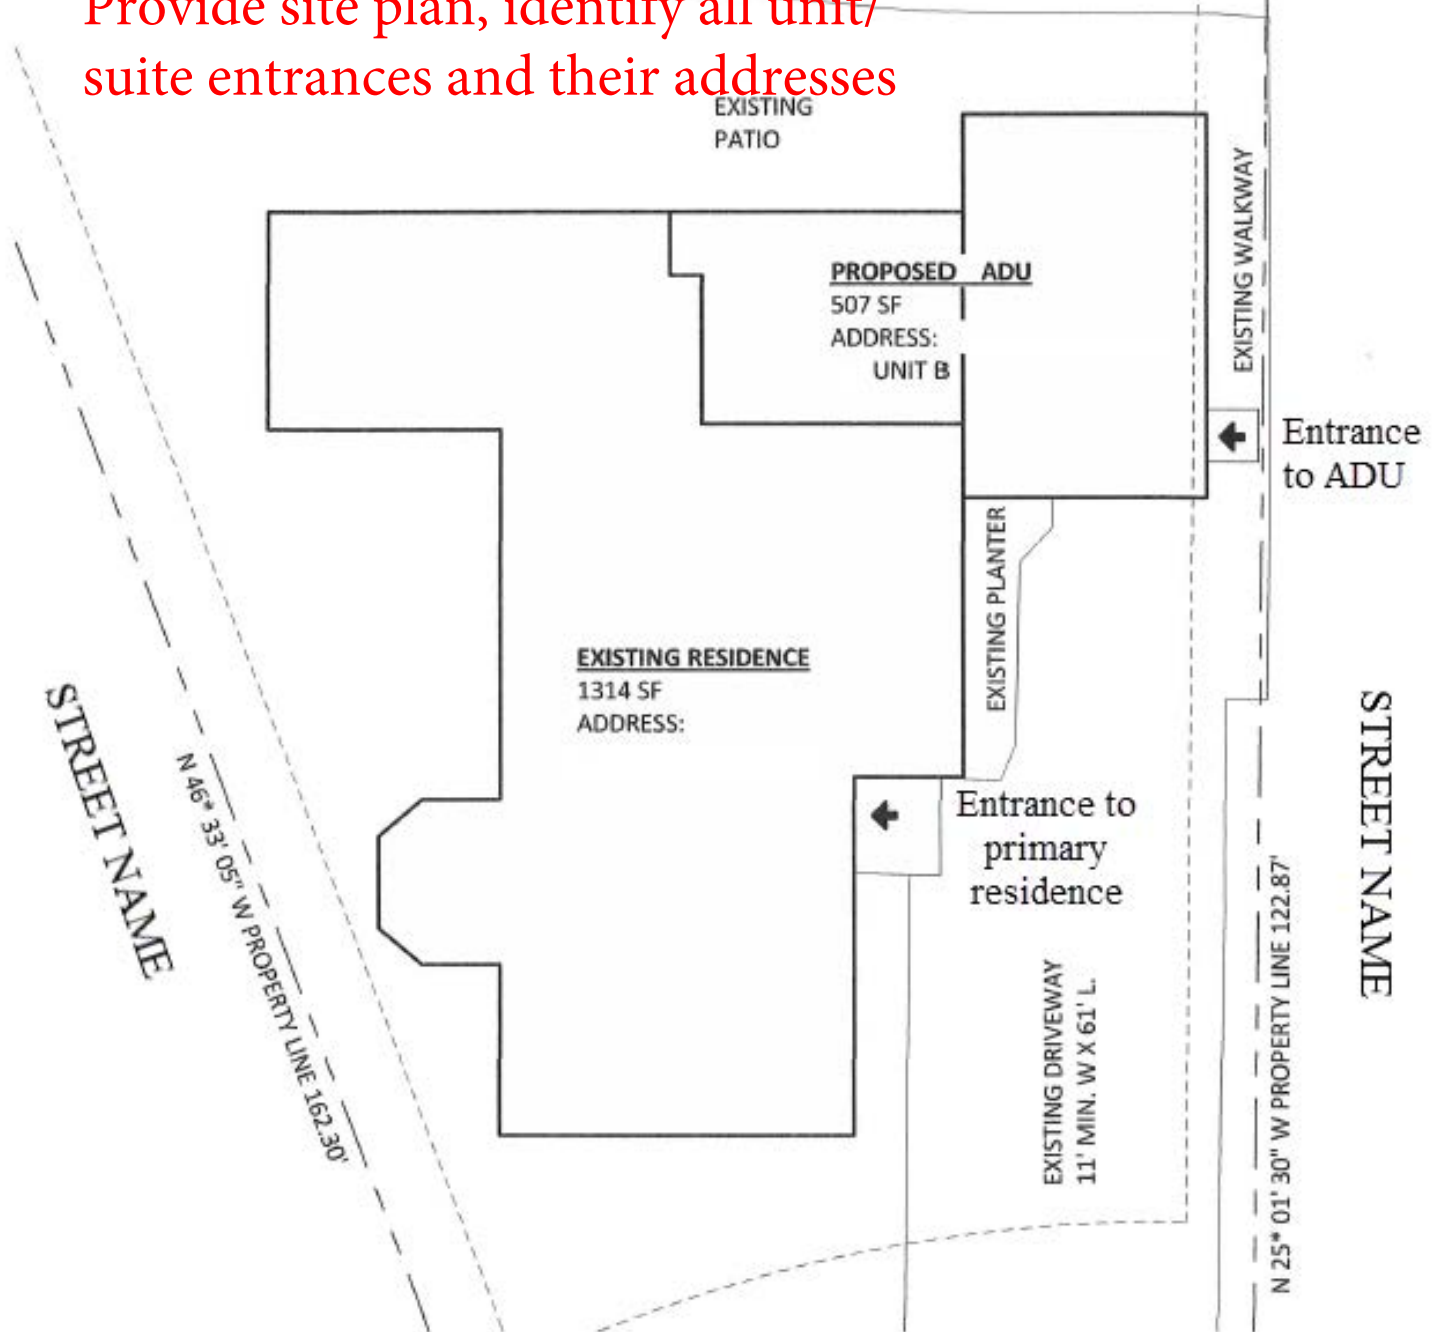 Provide site plan, identify all unit/
suite entrances and their addresses
EXISTING
PATIO
EXISTING WALKWAY
PROPOSED ADU
507 SF
ADDRESS:
UNIT B
Entrance
to ADU
EXISTING PLANTER
EXISTING RESIDENCE
1314 SF
ADDRESS:
STREET NAME
N 46° 33' 05" W PROPERTY LINE 162.30'
Entrance to
primary
residence
EXISTING DRIVEWAY
11' MIN. W X 61' L.
STREET NAME
N 25° 01' 30" W PROPERTY LINE 122.87'